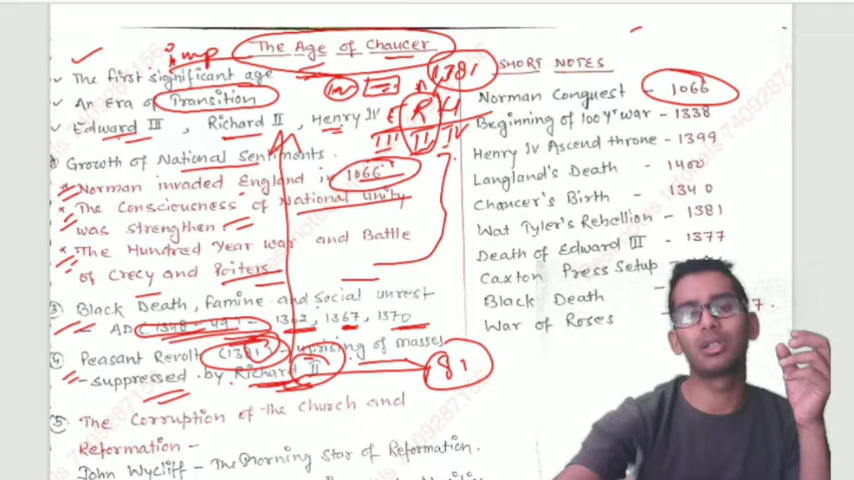 imp
The Age of Chaucer
The first significant age
An Era of Transition
Edward III, Richard II, Henry IV
1381
E R H
III II IV
Growth of National Sentiments.
* Norman invaded England in 1066
* The Consciousness of National Unity
was strengthen
* The Hundred Year war and Battle
of Crecy and Poiters
③ Black Death, famine and Social unrest
AD (1348-49) - 1362, 1367, 1370
④ Peasant Revolt (1381) - uprising of masses
- suppressed by Richard II
81
⑤ The Corruption of the Church and
Reformation -
John Wycliff - The Morning Star of Reformation.
SHORT NOTES
Norman Conquest - 1066
Beginning of 100 Yr war - 1338
Henry IV Ascend throne - 1399
Langland's Death - 1400
Chaucer's Birth - 1340
Wat Tyler's Rebellion - 1381
Death of Edward III - 1377
Caxton Press Setup
Black Death -
War of Roses